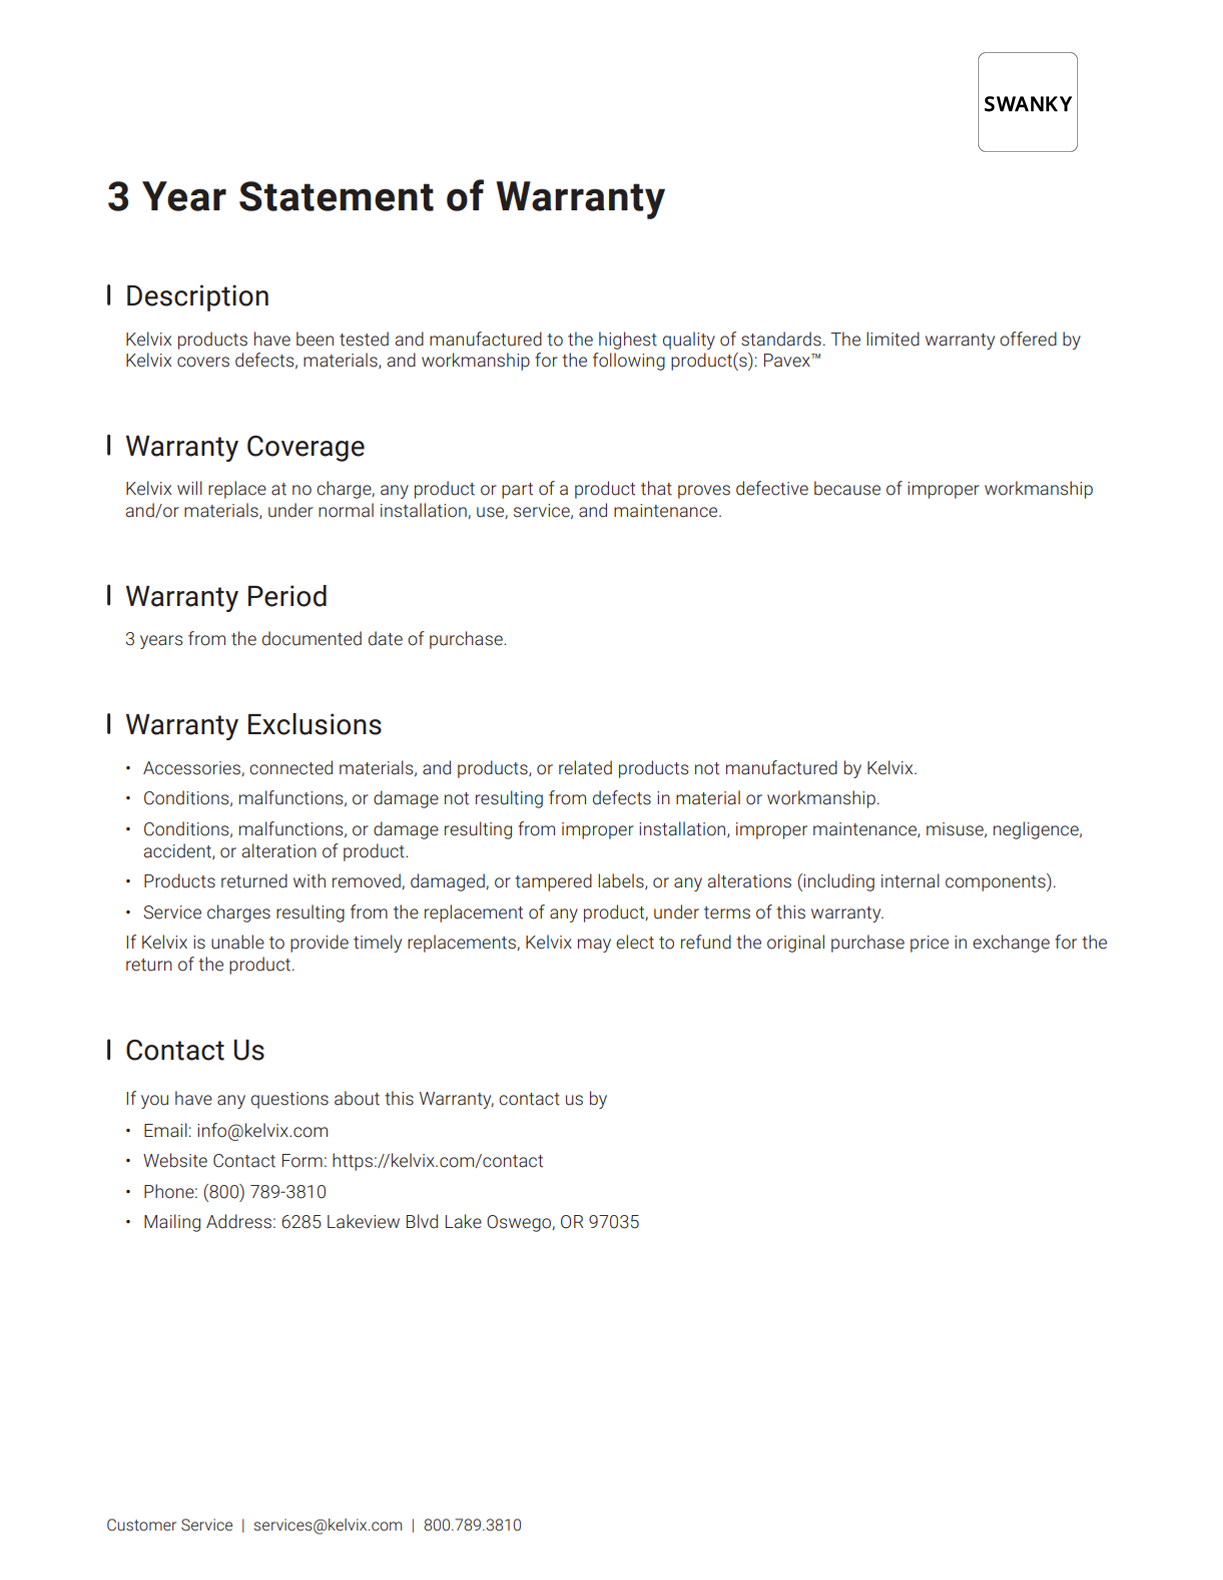 SWANKY
3 Year Statement of Warranty
Description
Kelvix products have been tested and manufactured to the highest quality of standards. The limited warranty offered by
Kelvix covers defects, materials, and workmanship for the following product(s): Pavex™
Warranty Coverage
Kelvix will replace at no charge, any product or part of a product that proves defective because of improper workmanship
and/or materials, under normal installation, use, service, and maintenance.
Warranty Period
3 years from the documented date of purchase.
Warranty Exclusions
• Accessories, connected materials, and products, or related products not manufactured by Kelvix.
• Conditions, malfunctions, or damage not resulting from defects in material or workmanship.
• Conditions, malfunctions, or damage resulting from improper installation, improper maintenance, misuse, negligence,
accident, or alteration of product.
• Products returned with removed, damaged, or tampered labels, or any alterations (including internal components).
• Service charges resulting from the replacement of any product, under terms of this warranty.
If Kelvix is unable to provide timely replacements, Kelvix may elect to refund the original purchase price in exchange for the
return of the product.
Contact Us
If you have any questions about this Warranty, contact us by
• Email: info@kelvix.com
• Website Contact Form: https://kelvix.com/contact
• Phone: (800) 789-3810
• Mailing Address: 6285 Lakeview Blvd Lake Oswego, OR 97035
Customer Service | services@kelvix.com | 800.789.3810